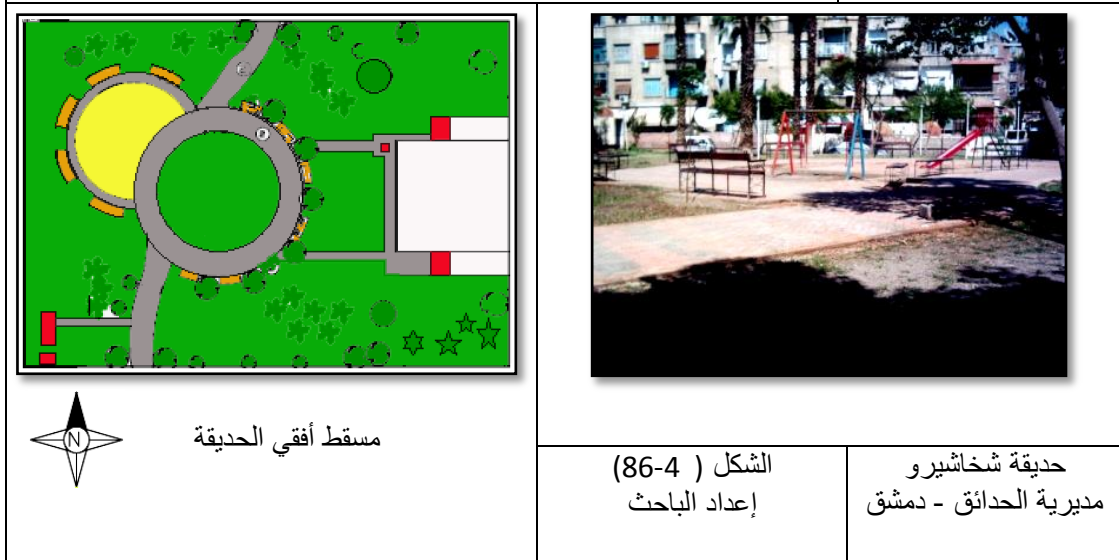 مسقط أفقي الحديقة
N
حديقة شخاشيرو
مديرية الحدائق - دمشق
الشكل ( 4-86)
إعداد الباحث